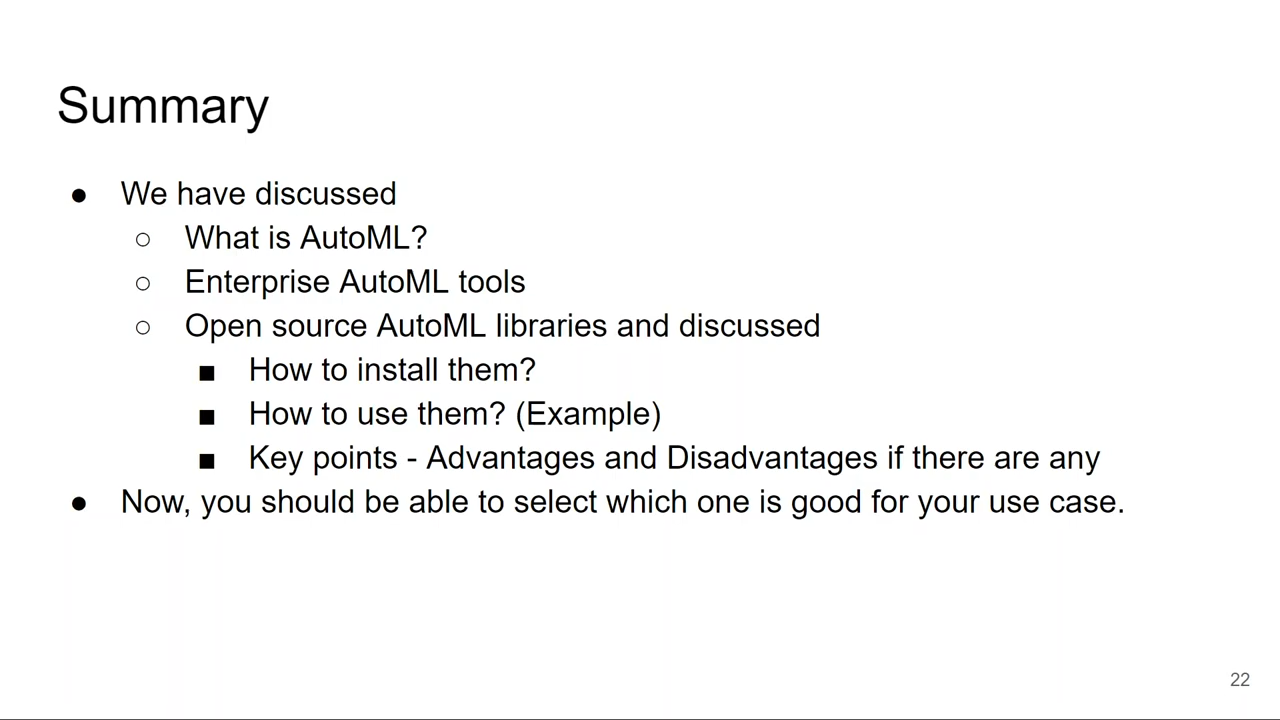 Summary
● We have discussed
○ What is AutoML?
○ Enterprise AutoML tools
○ Open source AutoML libraries and discussed
■ How to install them?
■ How to use them? (Example)
■ Key points - Advantages and Disadvantages if there are any
● Now, you should be able to select which one is good for your use case.
22